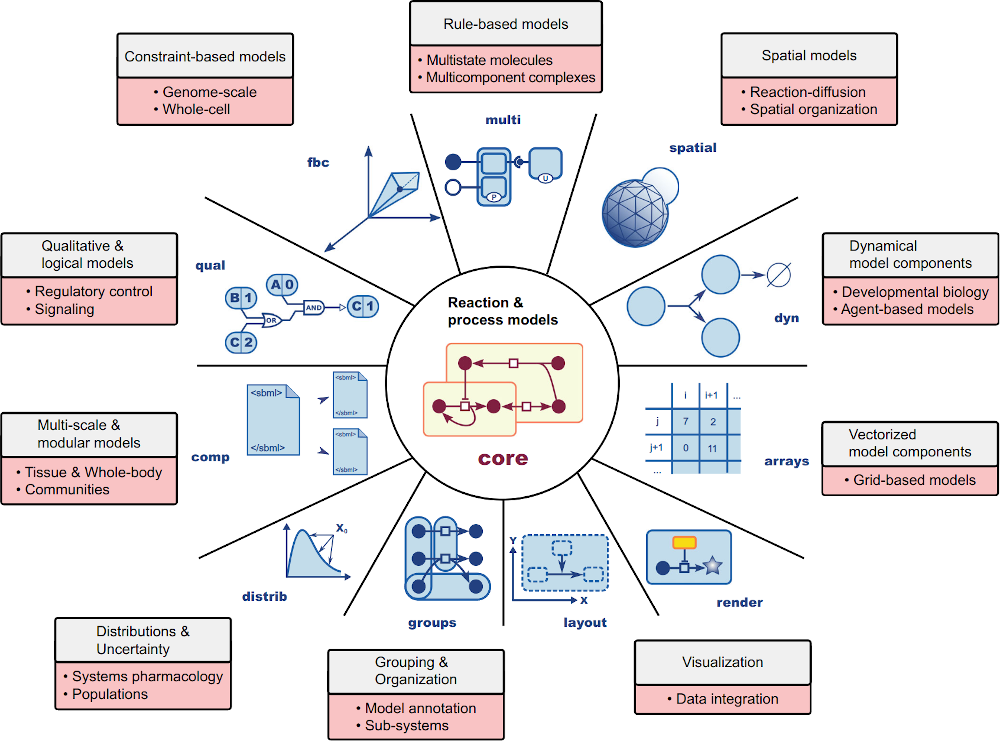 Rule-based models
• Multistate molecules
• Multicomponent complexes
multi
Constraint-based models
• Genome-scale
• Whole-cell
fbc
Spatial models
• Reaction-diffusion
• Spatial organization
spatial
P
U
Qualitative &
logical models
• Regulatory control
• Signaling
qual
A 0
B 1
OR
AND
C 1
C 2
Dynamical
model components
• Developmental biology
• Agent-based models
dyn
Reaction &
process models
core
Multi-scale &
modular models
• Tissue & Whole-body
• Communities
comp
<sbml>
</sbml>
<sbml>
</sbml>
<sbml>
</sbml>
i i+1 ...
j 7 2
j+1 0 11
...
arrays
Vectorized
model components
• Grid-based models
Distributions &
Uncertainty
• Systems pharmacology
• Populations
distrib
X₀
groups
Grouping &
Organization
• Model annotation
• Sub-systems
Y
X
layout
render
Visualization
• Data integration